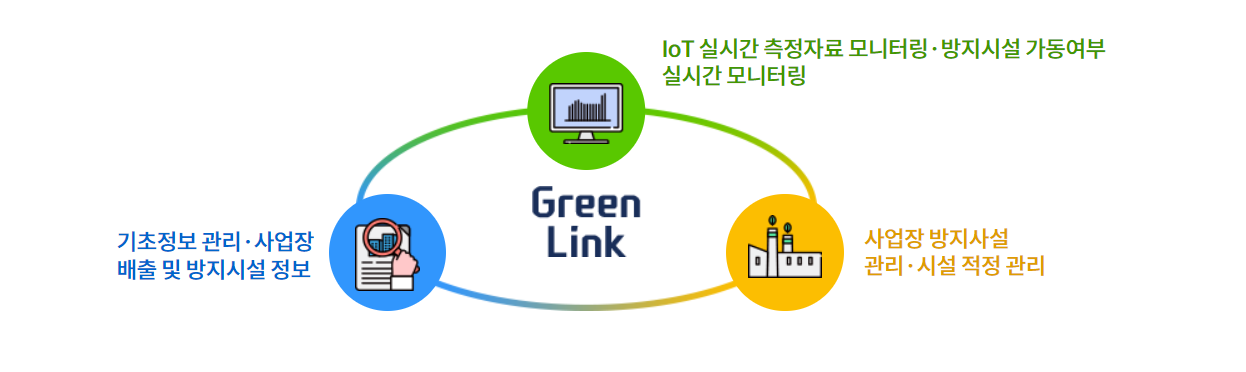 IoT 실시간 측정자료 모니터링·방지시설 가동여부
실시간 모니터링
Green
Link
기초정보 관리·사업장
배출 및 방지시설 정보
사업장 방지사설
관리·시설 적정 관리